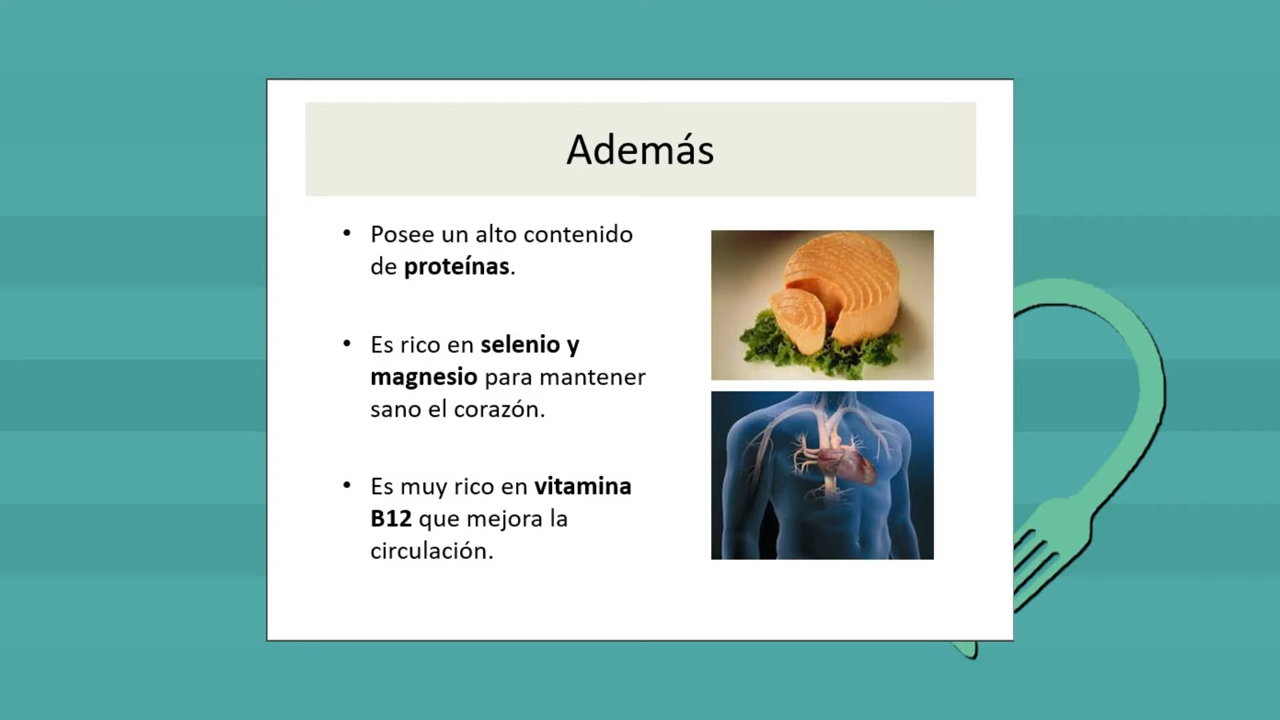 Además
• Posee un alto contenido
de proteínas.
• Es rico en selenio y
magnesio para mantener
sano el corazón.
• Es muy rico en vitamina
B12 que mejora la
circulación.